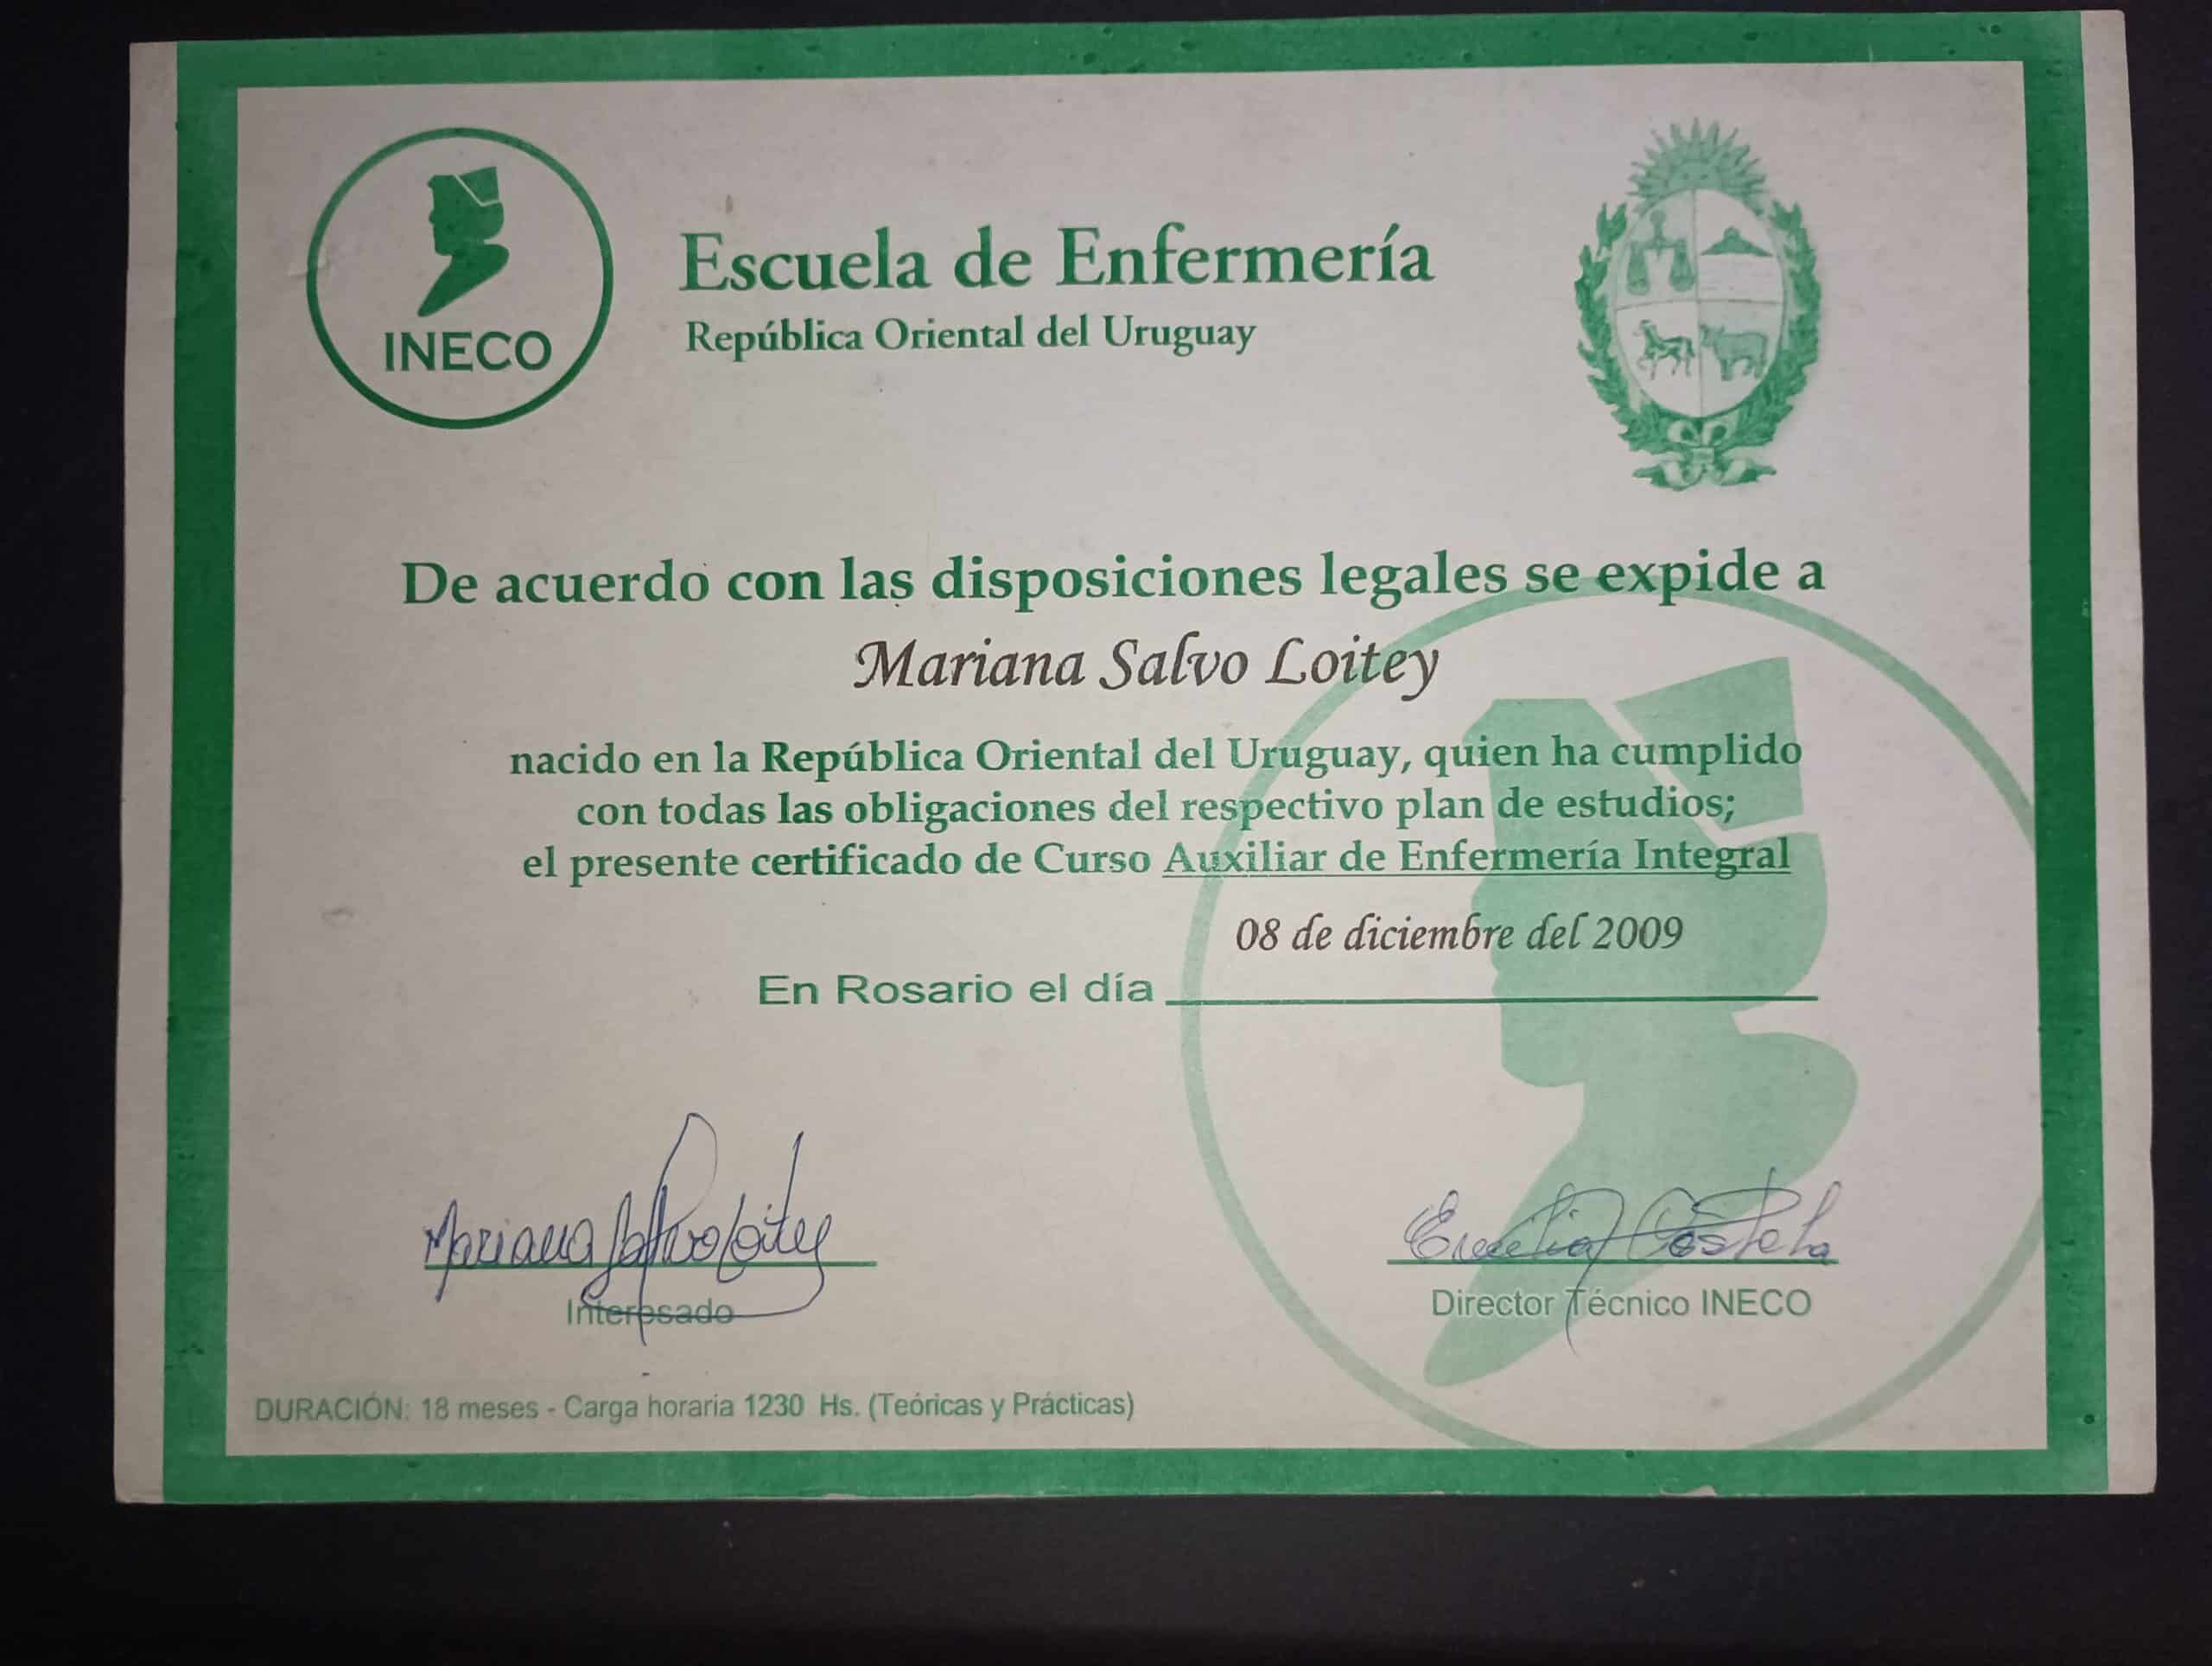 INECO
Escuela de Enfermería
República Oriental del Uruguay
De acuerdo con las disposiciones legales se expide a
Mariana Salvo Loitey
nacido en la República Oriental del Uruguay, quien ha cumplido
con todas las obligaciones del respectivo plan de estudios;
el presente certificado de Curso Auxiliar de Enfermería Integral
08 de diciembre del 2009
En Rosario el día
Mariana Salvo Loitey
Interesado
Director Técnico INECO
DURACIÓN: 18 meses - Carga horaria 1230 Hs. (Teóricas y Prácticas)